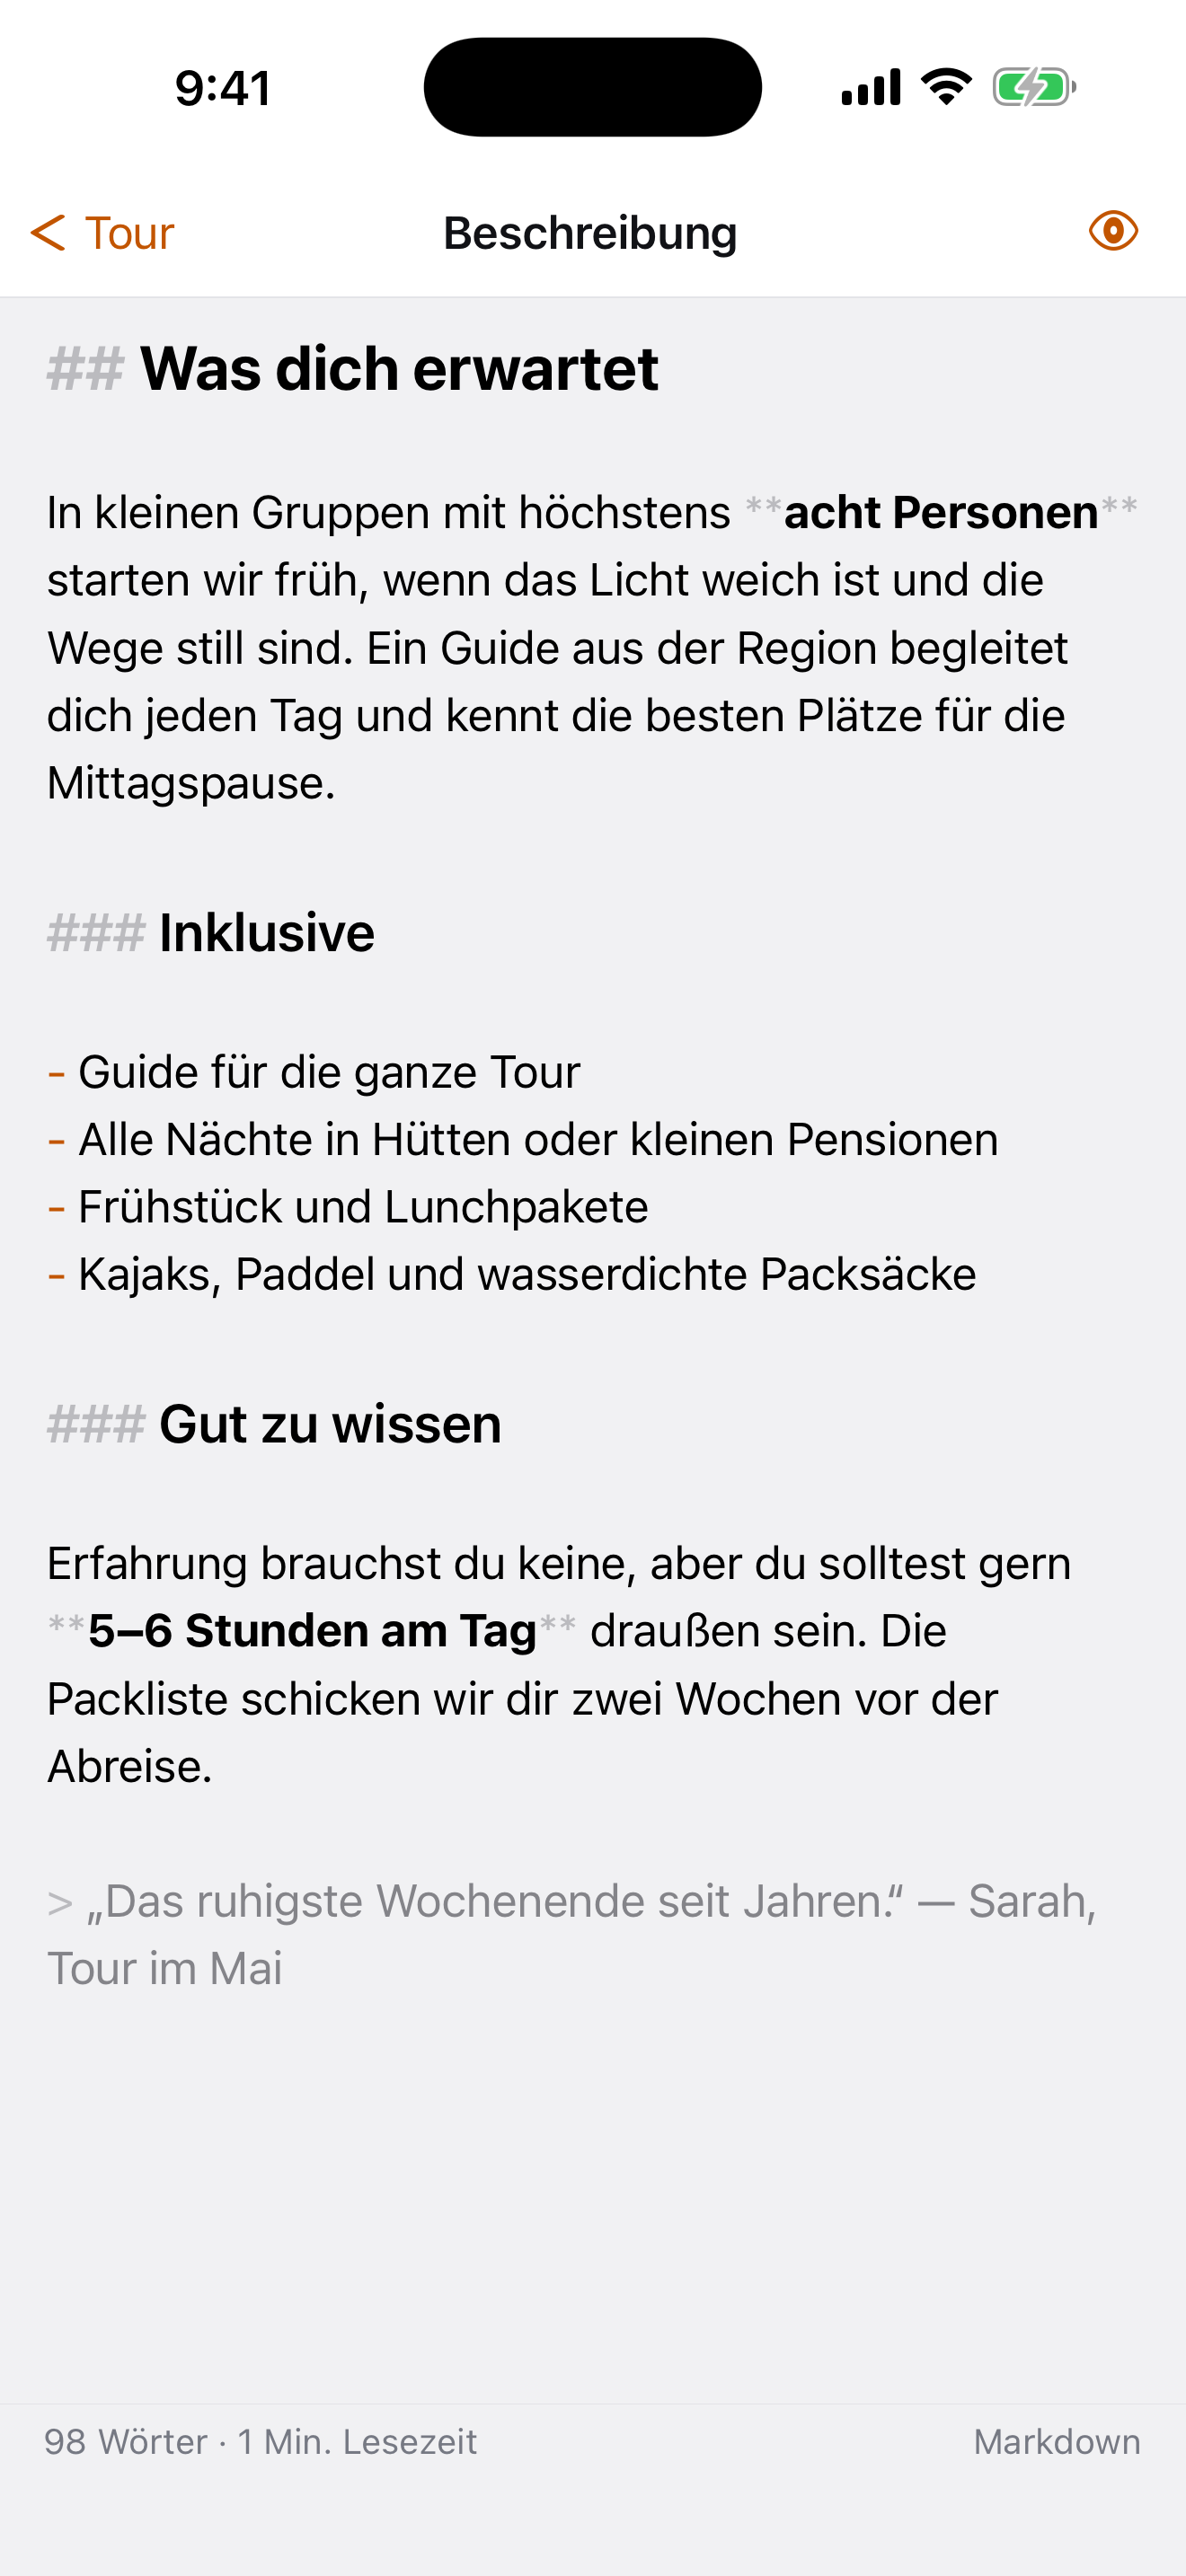 9:41
< Tour
Beschreibung
## Was dich erwartet
In kleinen Gruppen mit höchstens **acht Personen**
starten wir früh, wenn das Licht weich ist und die
Wege still sind. Ein Guide aus der Region begleitet
dich jeden Tag und kennt die besten Plätze für die
Mittagspause.
### Inklusive
- Guide für die ganze Tour
- Alle Nächte in Hütten oder kleinen Pensionen
- Frühstück und Lunchpakete
- Kajaks, Paddel und wasserdichte Packsäcke
### Gut zu wissen
Erfahrung brauchst du keine, aber du solltest gern
**5–6 Stunden am Tag** draußen sein. Die
Packliste schicken wir dir zwei Wochen vor der
Abreise.
> „Das ruhigste Wochenende seit Jahren.“ — Sarah,
Tour im Mai
98 Wörter · 1 Min. Lesezeit
Markdown